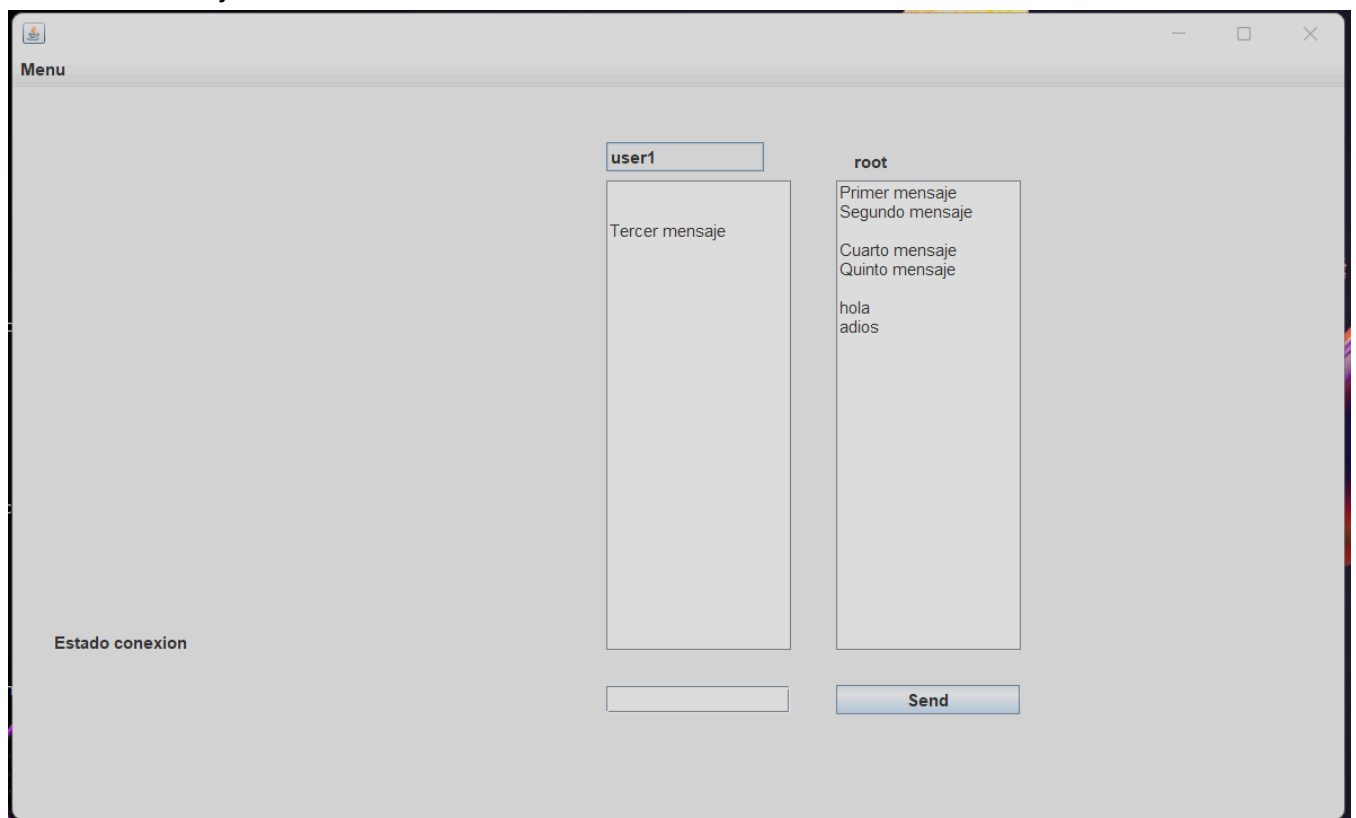 Menu
user1
root
Tercer mensaje
Primer mensaje
Segundo mensaje
Cuarto mensaje
Quinto mensaje
hola
adios
Estado conexion
Send